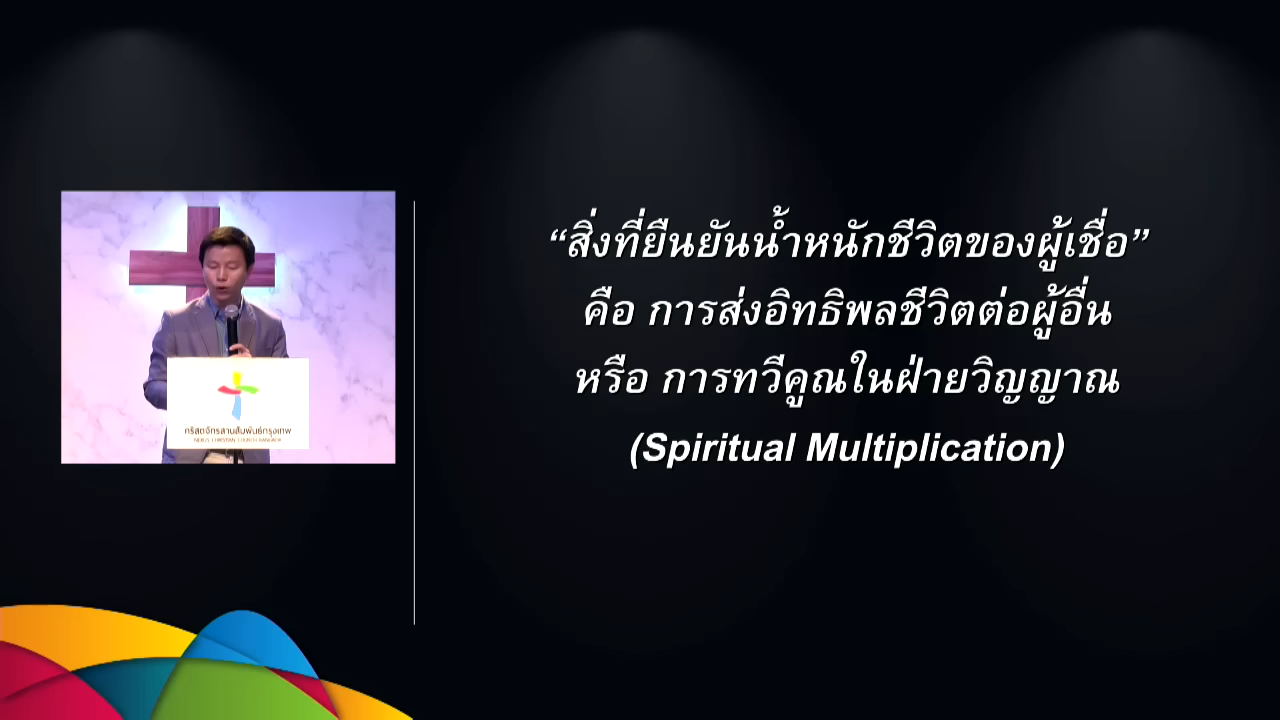 “สิ่งที่ยืนยันน้ำหนักชีวิตของผู้เชื่อ”
คือ การส่งอิทธิพลชีวิตต่อผู้อื่น
หรือ การทวีคูณในฝ่ายวิญญาณ
(Spiritual Multiplication)
คริสตจักรสานสัมพันธ์กรุงเทพ
NEXUS CHRISTIAN CHURCH BANGKOK